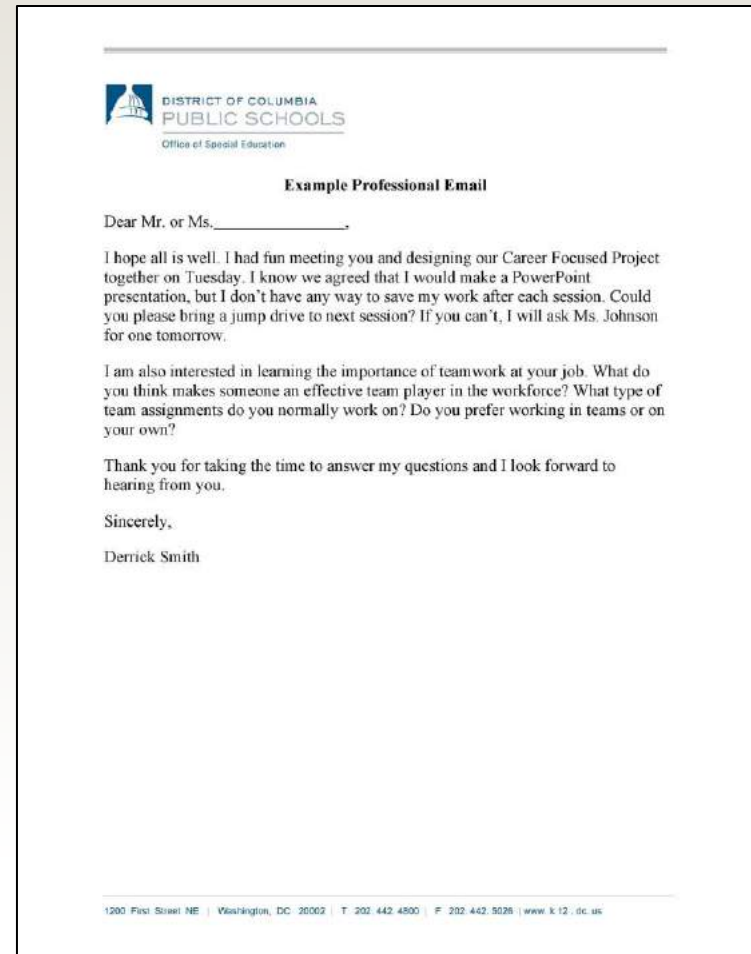 DISTRICT OF COLUMBIA
PUBLIC SCHOOLS
Office of Special Education
Example Professional Email
Dear Mr. or Ms.________________,
I hope all is well. I had fun meeting you and designing our Career Focused Project
together on Tuesday. I know we agreed that I would make a PowerPoint
presentation, but I don't have any way to save my work after each session. Could
you please bring a jump drive to next session? If you can't, I will ask Ms. Johnson
for one tomorrow.
I am also interested in learning the importance of teamwork at your job. What do
you think makes someone an effective team player in the workforce? What type of
team assignments do you normally work on? Do you prefer working in teams or on
your own?
Thank you for taking the time to answer my questions and I look forward to
hearing from you.
Sincerely,
Derrick Smith
1200 First Street NE | Washington, DC 20002 | T 202.442.4800 | F 202.442.5026 | www.k12.dc.us